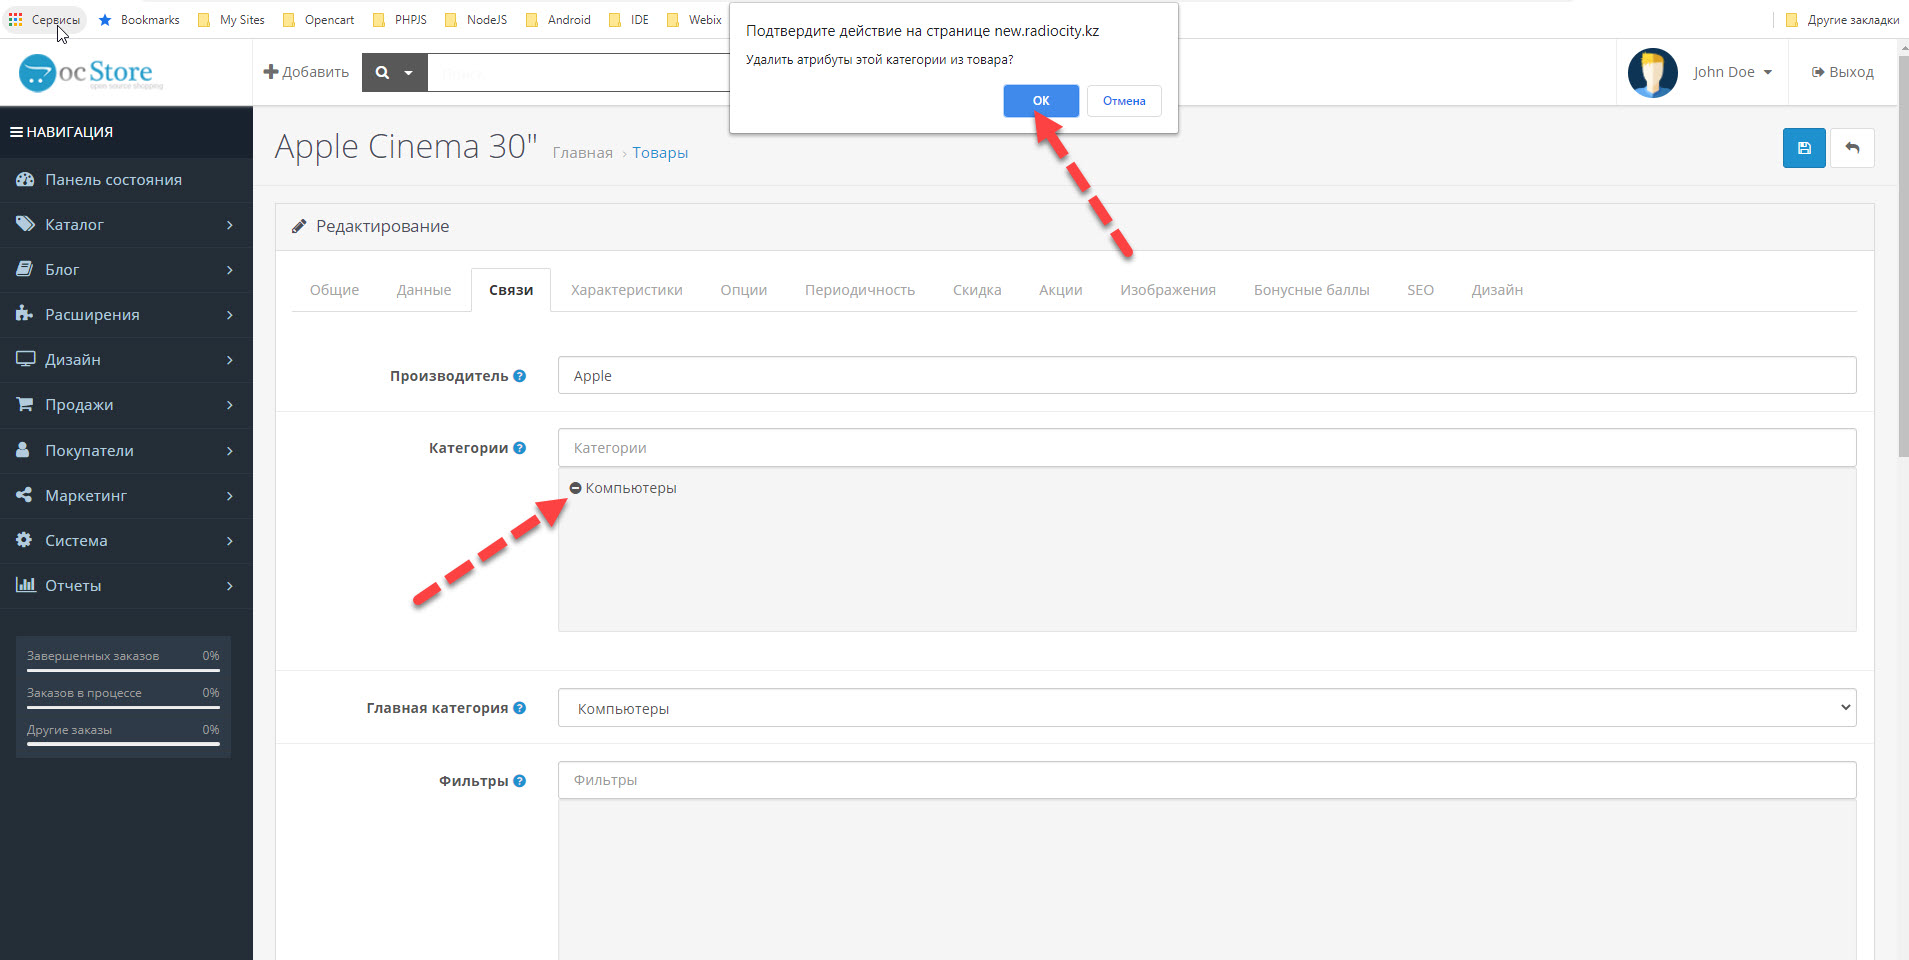 Сервисы Bookmarks My Sites Opencart PHPJS NodeJS Android IDE Webix Другие закладки
Подтвердите действие на странице new.radiocity.kz
Удалить атрибуты этой категории из товара?
ОК Отмена
ocStore
open source shopping
Добавить
John Doe
Выход
НАВИГАЦИЯ
Панель состояния
Каталог
Блог
Расширения
Дизайн
Продажи
Покупатели
Маркетинг
Система
Отчеты
Завершенных заказов 0%
Заказов в процессе 0%
Другие заказы 0%
Apple Cinema 30" Главная › Товары
Редактирование
Общие Данные Связи Характеристики Опции Периодичность Скидка Акции Изображения Бонусные баллы SEO Дизайн
Производитель Apple
Категории Категории
Компьютеры
Главная категория Компьютеры
Фильтры Фильтры